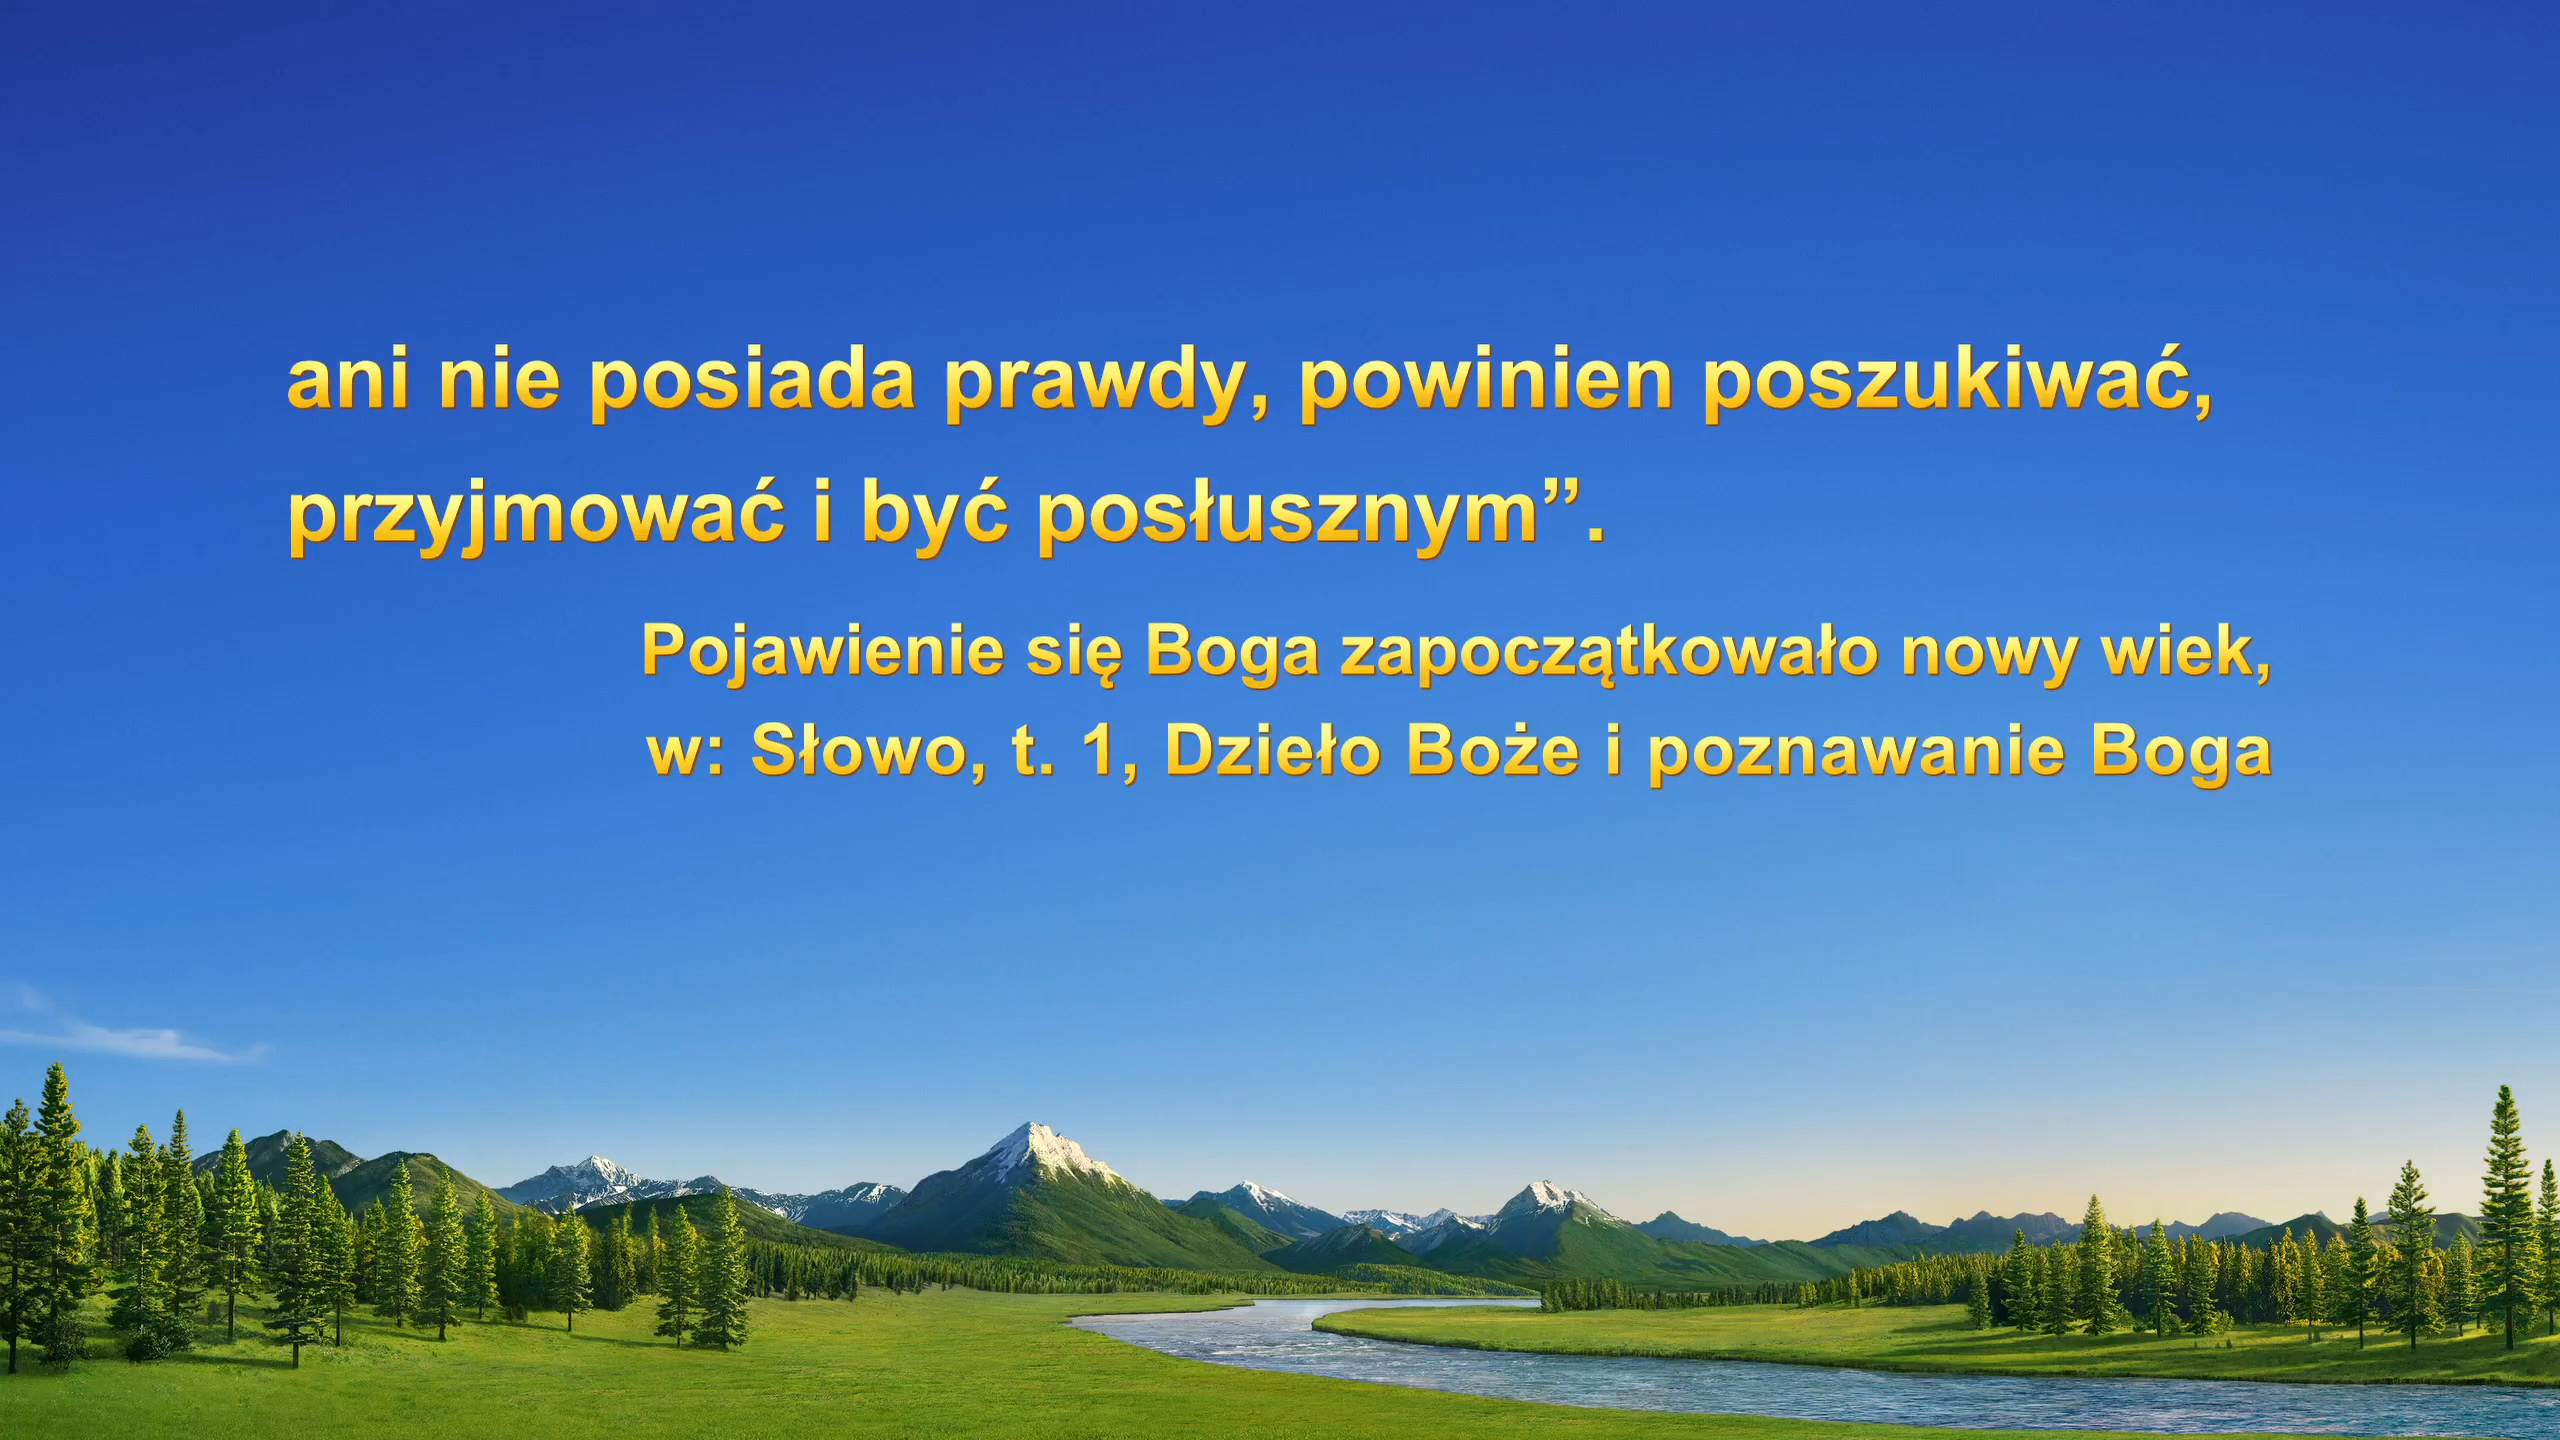 ani nie posiada prawdy, powinien poszukiwać,
przyjmować i być posłusznym”.
Pojawienie się Boga zapoczątkowało nowy wiek,
w: Słowo, t. 1, Dzieło Boże i poznawanie Boga